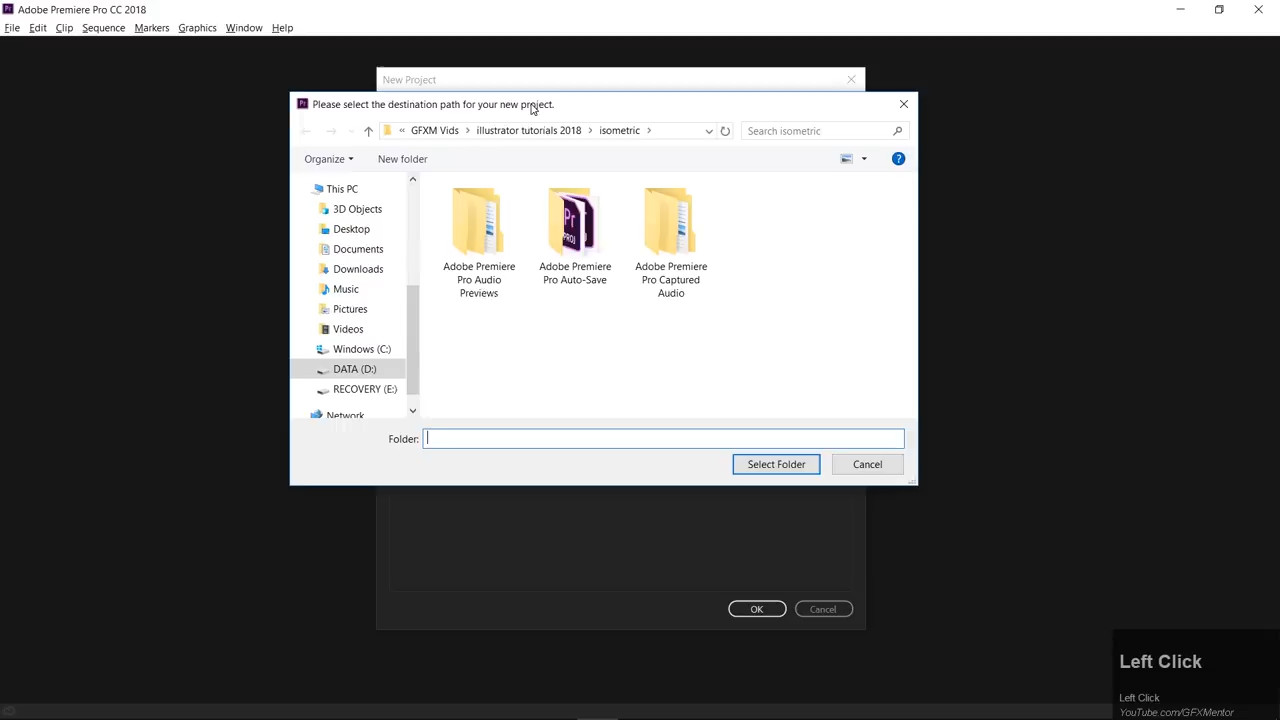 Adobe Premiere Pro CC 2018
File Edit Clip Sequence Markers Graphics Window Help
New Project
Please select the destination path for your new project.
« GFXM Vids > illustrator tutorials 2018 > isometric >
Search isometric
Organize
New folder
This PC
3D Objects
Desktop
Documents
Downloads
Music
Pictures
Videos
Windows (C:)
DATA (D:)
RECOVERY (E:)
Network
Adobe Premiere
Pro Audio
Previews
Pr
PROJ
Adobe Premiere
Pro Auto-Save
Adobe Premiere
Pro Captured
Audio
Folder:
Select Folder
Cancel
OK
Cancel
Left Click
Left Click
YouTube.com/GFXMentor